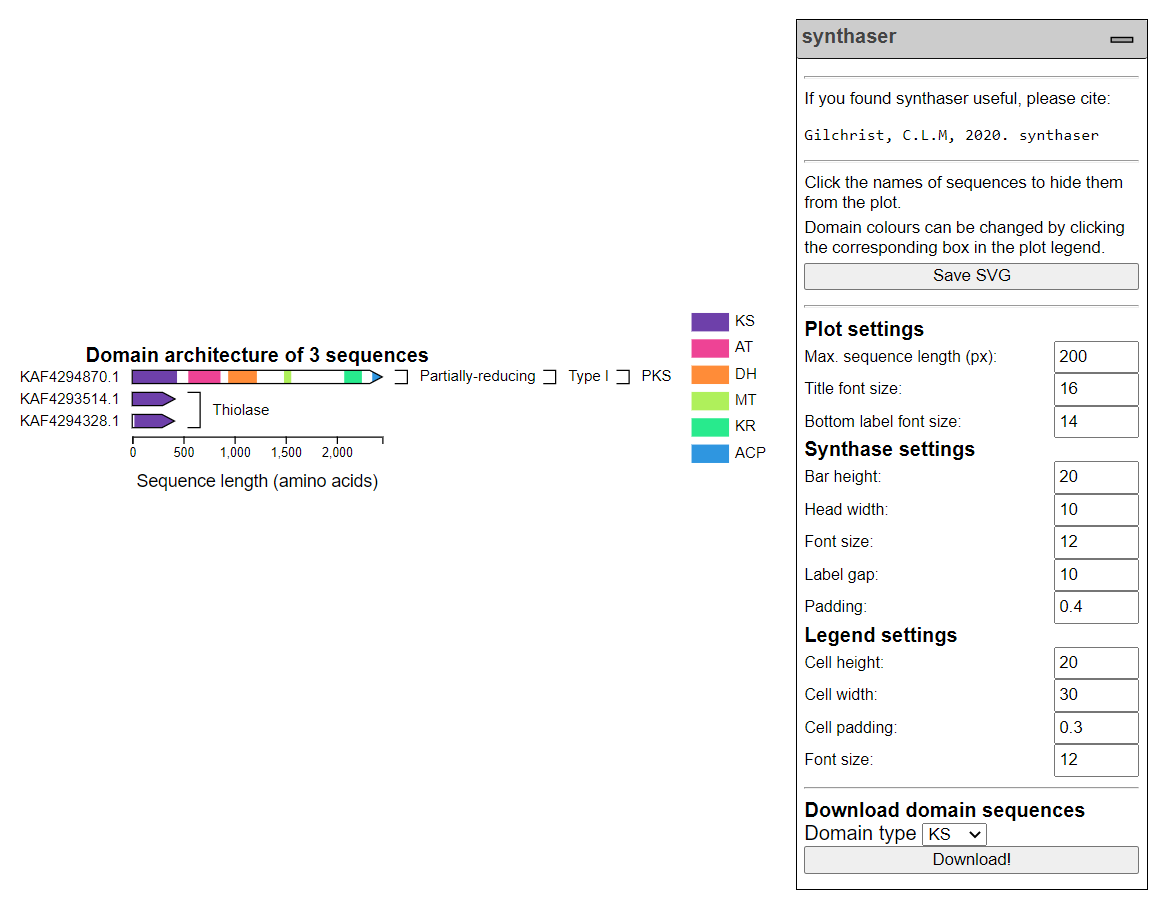 Domain architecture of 3 sequences
KAF4294870.1
Partially-reducing
Type I
PKS
KAF4293514.1
KAF4294328.1
Thiolase
0
500
1,000
1,500
2,000
Sequence length (amino acids)
KS
AT
DH
MT
KR
ACP
synthaser
If you found synthaser useful, please cite:
Gilchrist, C.L.M, 2020. synthaser
Click the names of sequences to hide them
from the plot.
Domain colours can be changed by clicking
the corresponding box in the plot legend.
Save SVG
Plot settings
Max. sequence length (px): 200
Title font size: 16
Bottom label font size: 14
Synthase settings
Bar height: 20
Head width: 10
Font size: 12
Label gap: 10
Padding: 0.4
Legend settings
Cell height: 20
Cell width: 30
Cell padding: 0.3
Font size: 12
Download domain sequences
Domain type KS
Download!